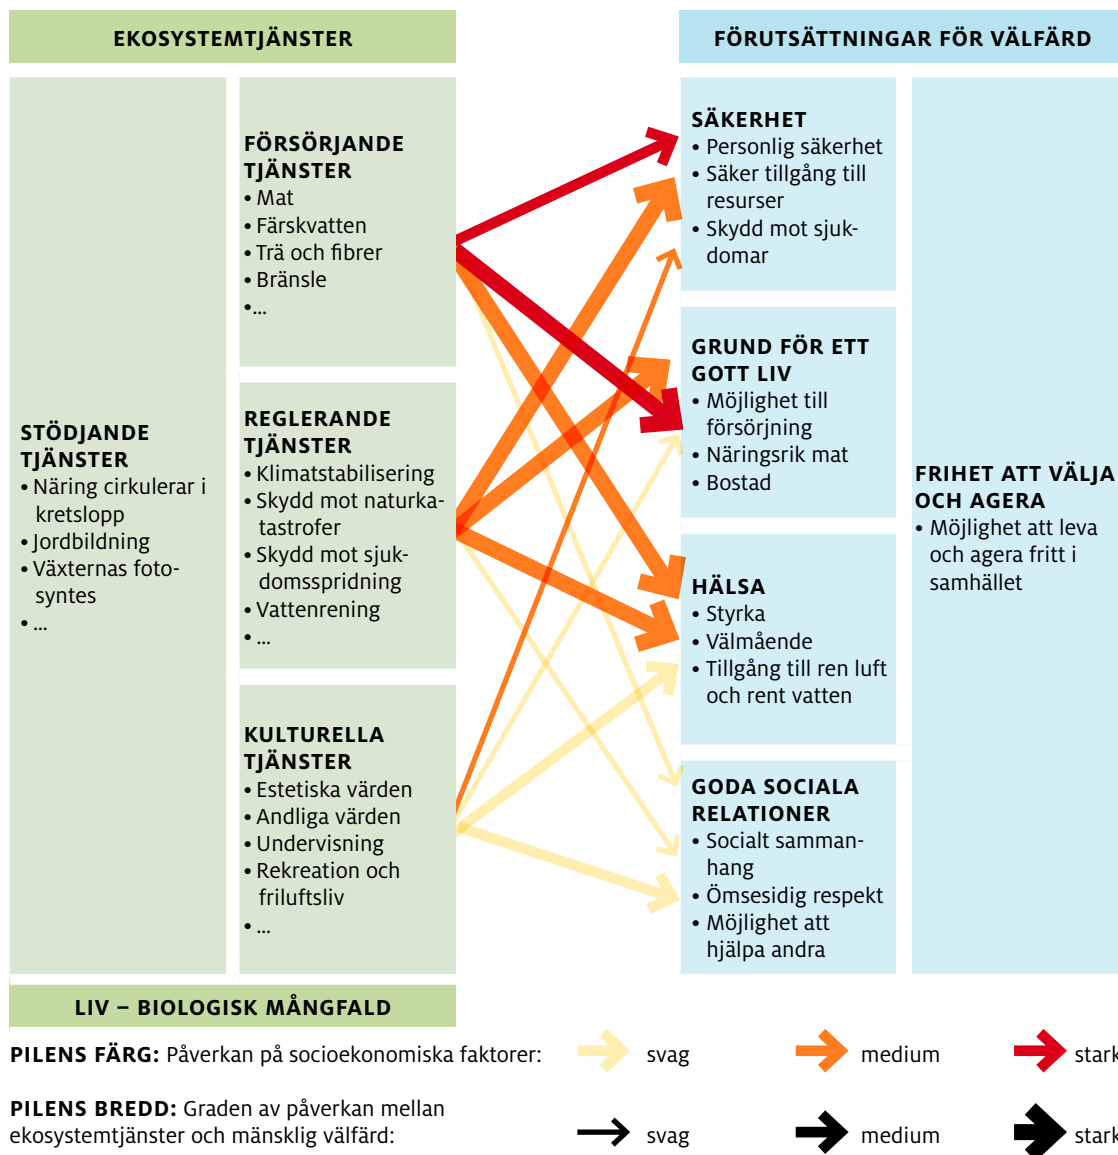 EKOSYSTEMTJÄNSTER
STÖDJANDE
TJÄNSTER
• Näring cirkulerar i
kretslopp
• Jordbildning
• Växternas foto-
syntes
• ...
FÖRSÖRJANDE
TJÄNSTER
• Mat
• Färskvatten
• Trä och fibrer
• Bränsle
•...
REGLERANDE
TJÄNSTER
• Klimatstabilisering
• Skydd mot naturka-
tastrofer
• Skydd mot sjuk-
domsspridning
• Vattenrening
• ...
KULTURELLA
TJÄNSTER
• Estetiska värden
• Andliga värden
• Undervisning
• Rekreation och
friluftsliv
• ...
LIV – BIOLOGISK MÅNGFALD
FÖRUTSÄTTNINGAR FÖR VÄLFÄRD
SÄKERHET
• Personlig säkerhet
• Säker tillgång till
resurser
• Skydd mot sjuk-
domar
GRUND FÖR ETT
GOTT LIV
• Möjlighet till
försörjning
• Näringsrik mat
• Bostad
HÄLSA
• Styrka
• Välmående
• Tillgång till ren luft
och rent vatten
GODA SOCIALA
RELATIONER
• Socialt samman-
hang
• Ömsesidig respekt
• Möjlighet att
hjälpa andra
FRIHET ATT VÄLJA
OCH AGERA
• Möjlighet att leva
och agera fritt i
samhället
PILENS FÄRG: Påverkan på socioekonomiska faktorer: svag medium stark
PILENS BREDD: Graden av påverkan mellan
ekosystemtjänster och mänsklig välfärd: svag medium stark